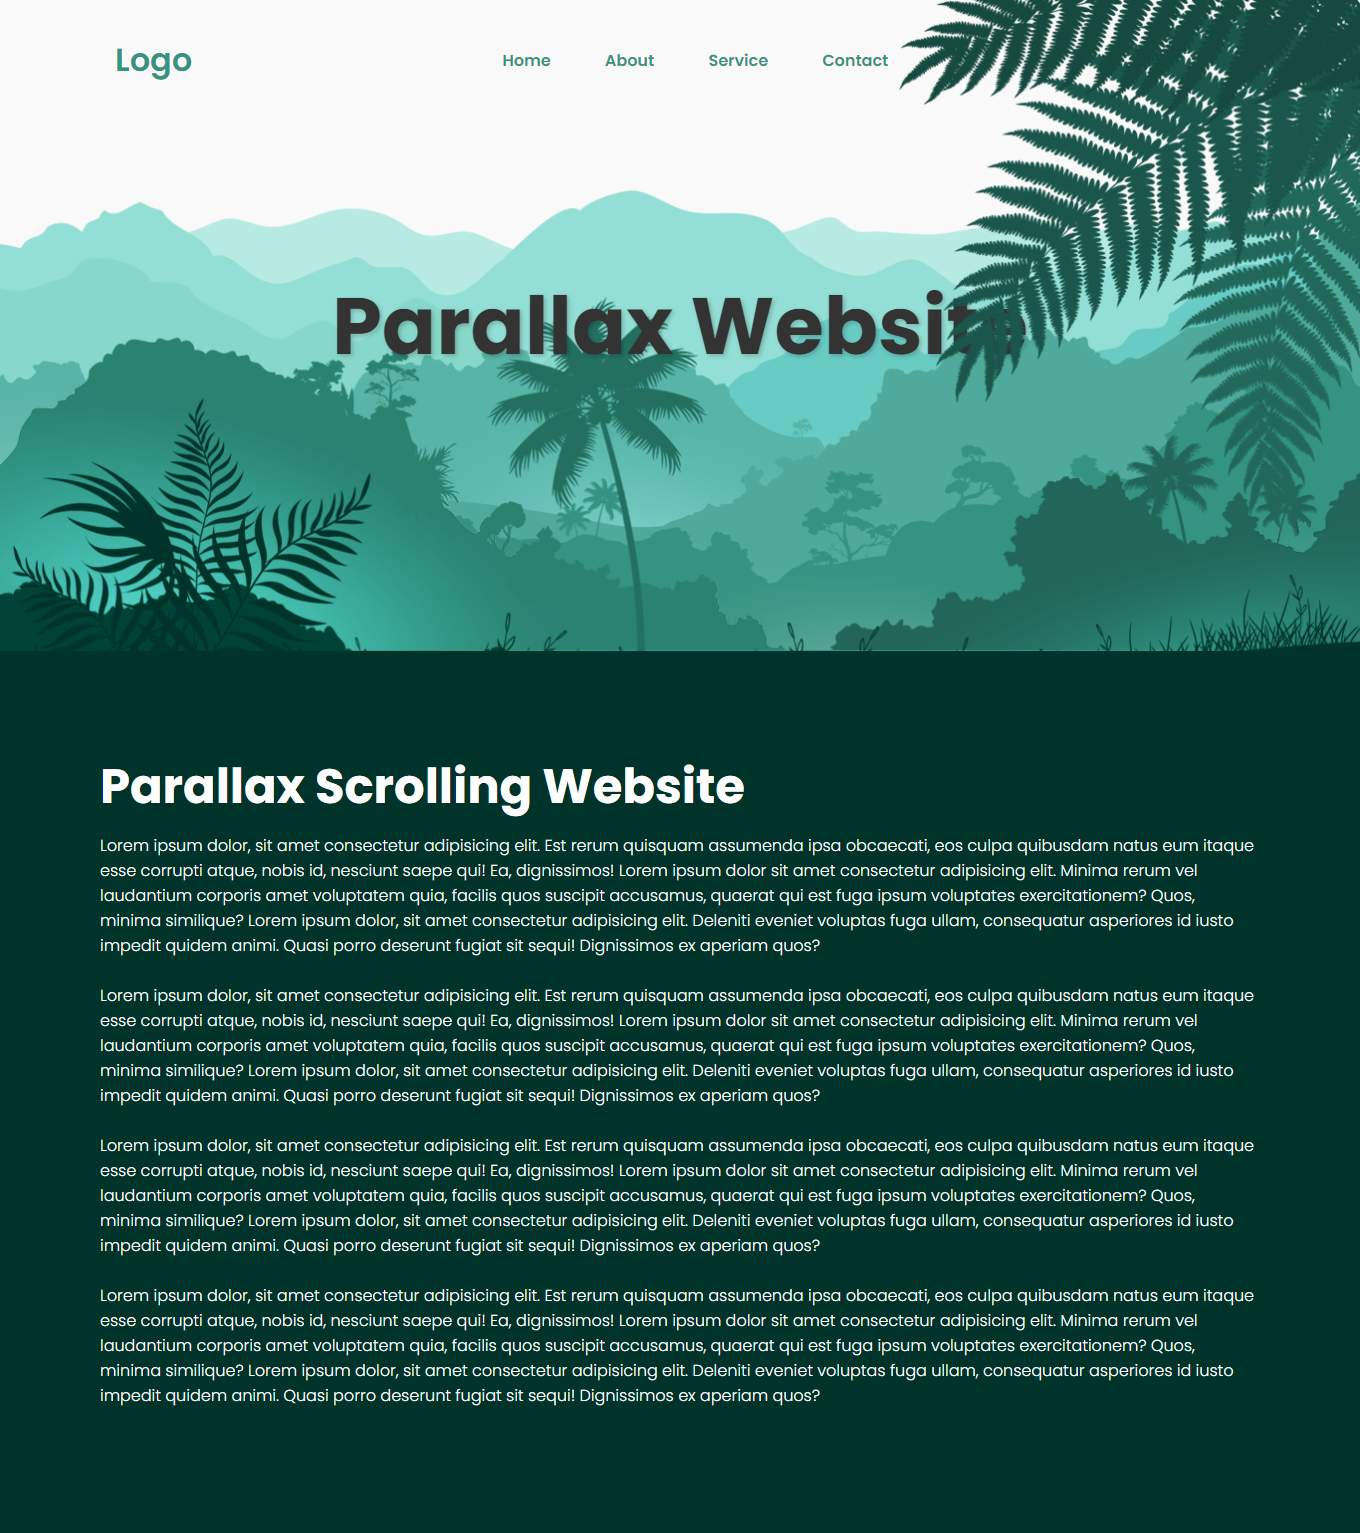 Logo
Home
About
Service
Contact
Parallax Website
Parallax Scrolling Website
Lorem ipsum dolor, sit amet consectetur adipisicing elit. Est rerum quisquam assumenda ipsa obcaecati, eos culpa quibusdam natus eum itaque
esse corrupti atque, nobis id, nesciunt saepe qui! Ea, dignissimos! Lorem ipsum dolor sit amet consectetur adipisicing elit. Minima rerum vel
laudantium corporis amet voluptatem quia, facilis quos suscipit accusamus, quaerat qui est fuga ipsum voluptates exercitationem? Quos,
minima similique? Lorem ipsum dolor, sit amet consectetur adipisicing elit. Deleniti eveniet voluptas fuga ullam, consequatur asperiores id iusto
impedit quidem animi. Quasi porro deserunt fugiat sit sequi! Dignissimos ex aperiam quos?
Lorem ipsum dolor, sit amet consectetur adipisicing elit. Est rerum quisquam assumenda ipsa obcaecati, eos culpa quibusdam natus eum itaque
esse corrupti atque, nobis id, nesciunt saepe qui! Ea, dignissimos! Lorem ipsum dolor sit amet consectetur adipisicing elit. Minima rerum vel
laudantium corporis amet voluptatem quia, facilis quos suscipit accusamus, quaerat qui est fuga ipsum voluptates exercitationem? Quos,
minima similique? Lorem ipsum dolor, sit amet consectetur adipisicing elit. Deleniti eveniet voluptas fuga ullam, consequatur asperiores id iusto
impedit quidem animi. Quasi porro deserunt fugiat sit sequi! Dignissimos ex aperiam quos?
Lorem ipsum dolor, sit amet consectetur adipisicing elit. Est rerum quisquam assumenda ipsa obcaecati, eos culpa quibusdam natus eum itaque
esse corrupti atque, nobis id, nesciunt saepe qui! Ea, dignissimos! Lorem ipsum dolor sit amet consectetur adipisicing elit. Minima rerum vel
laudantium corporis amet voluptatem quia, facilis quos suscipit accusamus, quaerat qui est fuga ipsum voluptates exercitationem? Quos,
minima similique? Lorem ipsum dolor, sit amet consectetur adipisicing elit. Deleniti eveniet voluptas fuga ullam, consequatur asperiores id iusto
impedit quidem animi. Quasi porro deserunt fugiat sit sequi! Dignissimos ex aperiam quos?
Lorem ipsum dolor, sit amet consectetur adipisicing elit. Est rerum quisquam assumenda ipsa obcaecati, eos culpa quibusdam natus eum itaque
esse corrupti atque, nobis id, nesciunt saepe qui! Ea, dignissimos! Lorem ipsum dolor sit amet consectetur adipisicing elit. Minima rerum vel
laudantium corporis amet voluptatem quia, facilis quos suscipit accusamus, quaerat qui est fuga ipsum voluptates exercitationem? Quos,
minima similique? Lorem ipsum dolor, sit amet consectetur adipisicing elit. Deleniti eveniet voluptas fuga ullam, consequatur asperiores id iusto
impedit quidem animi. Quasi porro deserunt fugiat sit sequi! Dignissimos ex aperiam quos?